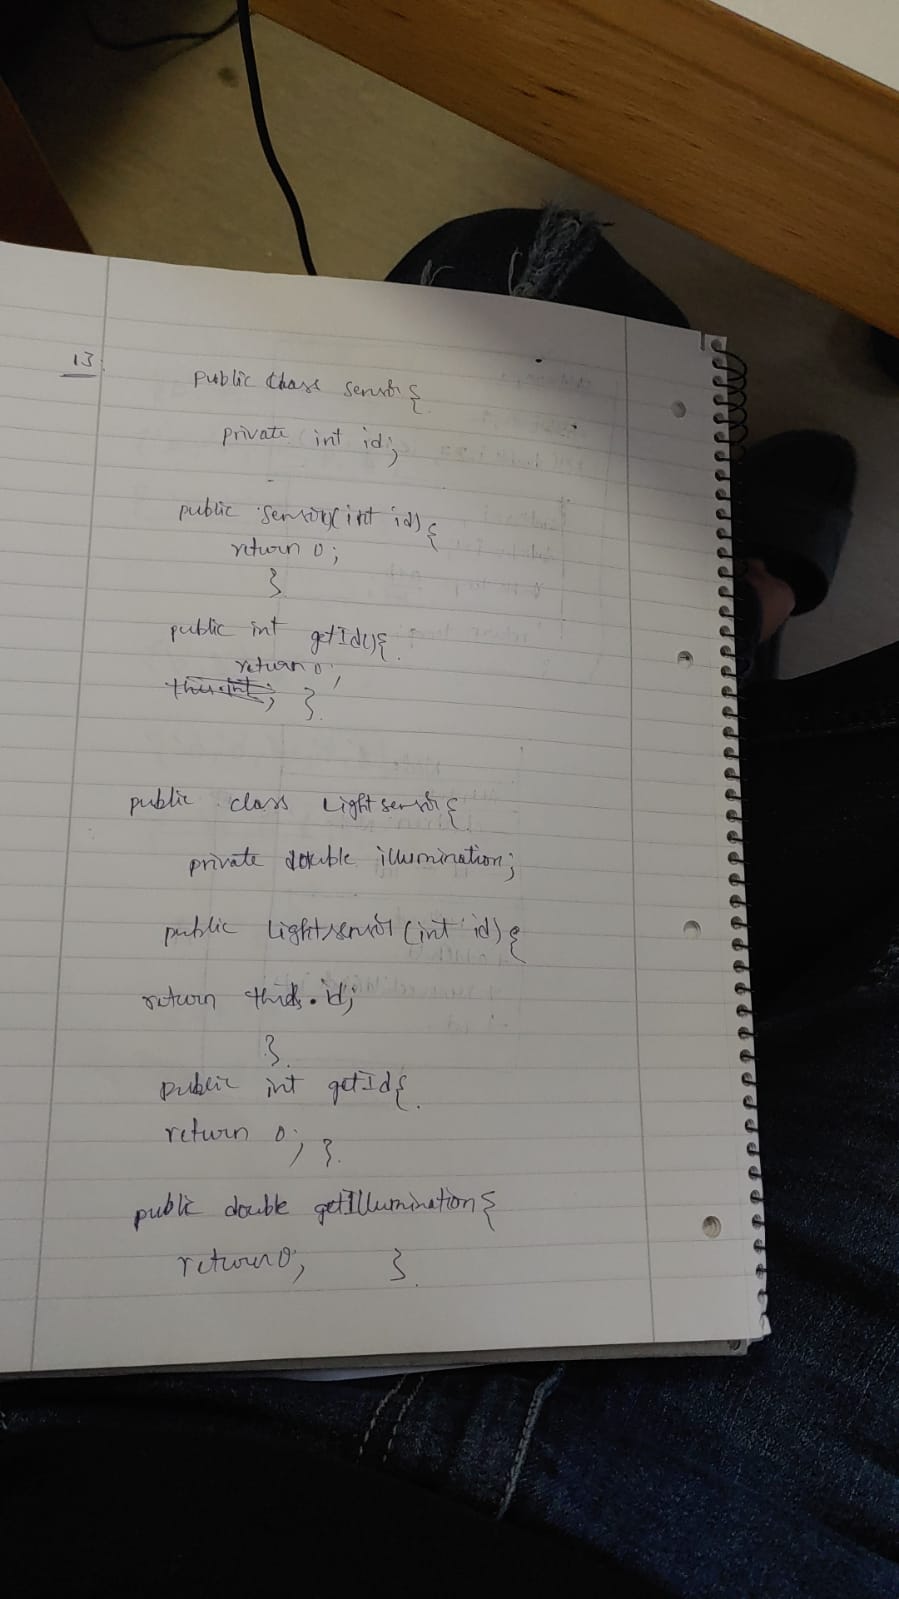 13.
public class sensor{
private int id;
public sensor(int id){
return 0;
}
public int getId(){
return 0;
}
public class Lightsensor{
private double illumination;
public Lightsensor (int id){
return this.id;
}
public int getId{
return 0; }.
public double getIllumination{
return 0; }.